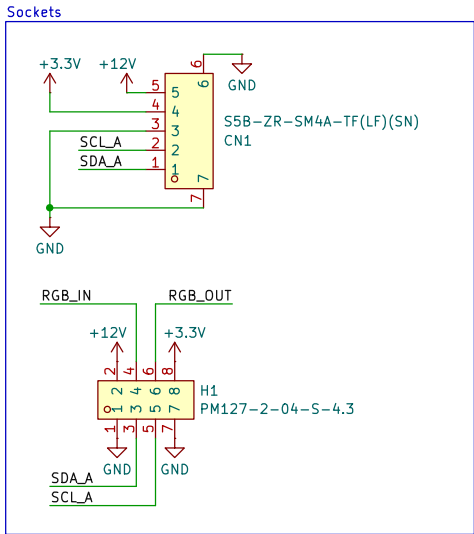 Sockets
+3.3V
+12V
6
6
GND
5
5
4
4
3
3
SCL_A
2
2
SDA_A
1
1
S5B-ZR-SM4A-TF(LF)(SN)
CN1
7
7
GND
RGB_IN
RGB_OUT
+12V
+3.3V
2
4
6
8
2
4
6
8
1
3
5
7
1
3
5
7
H1
PM127-2-04-S-4.3
GND
GND
SDA_A
SCL_A